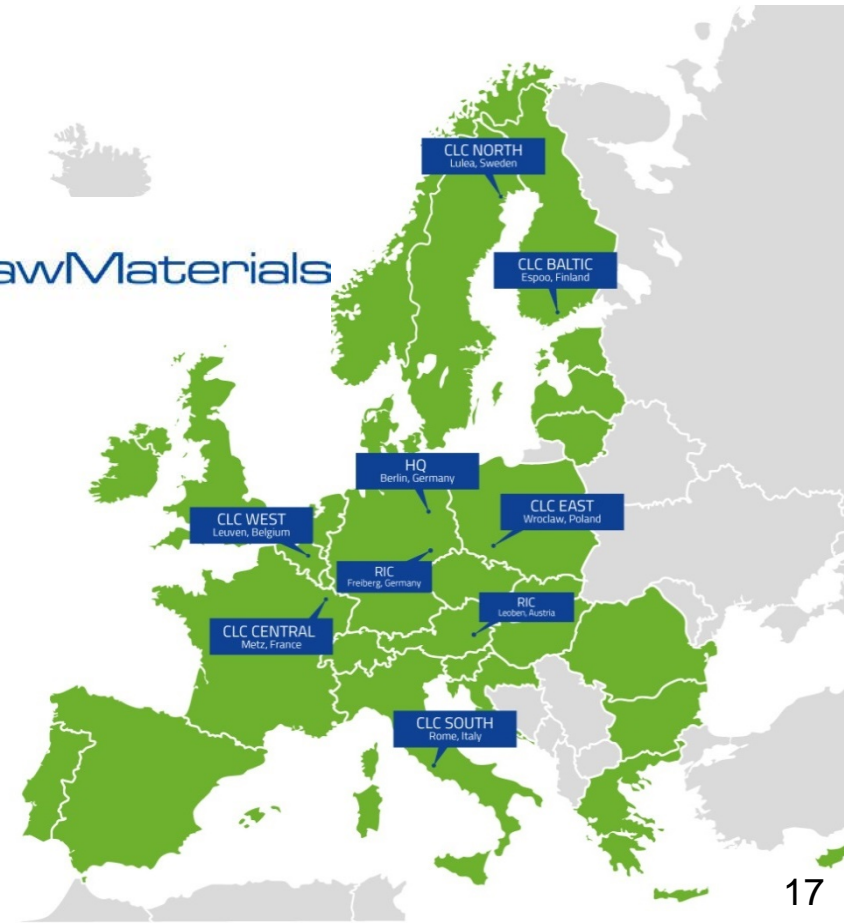 CLC NORTH
Lulea, Sweden
awMaterials
CLC BALTIC
Espoo, Finland
HQ
Berlin, Germany
CLC EAST
Wroclaw, Poland
CLC WEST
Leuven, Belgium
RIC
Freiberg, Germany
RIC
Leoben, Austria
CLC CENTRAL
Metz, France
CLC SOUTH
Rome, Italy
17